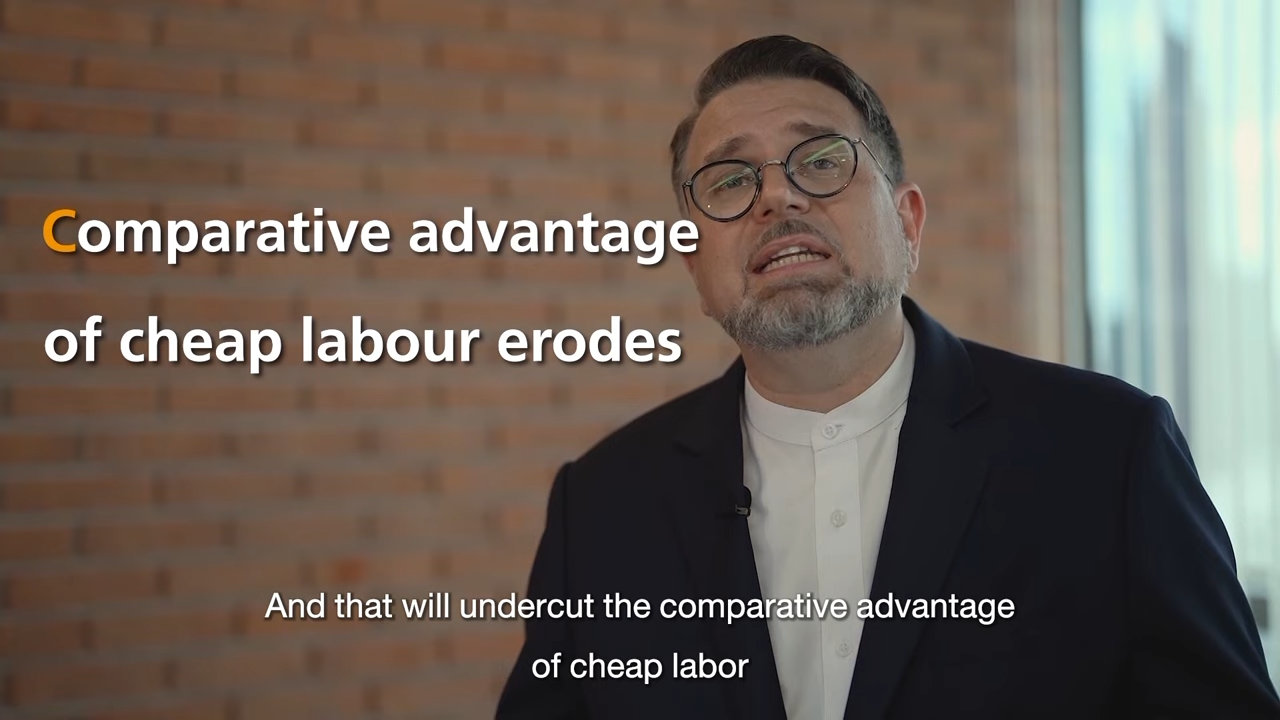 Comparative advantage
of cheap labour erodes
And that will undercut the comparative advantage
of cheap labor